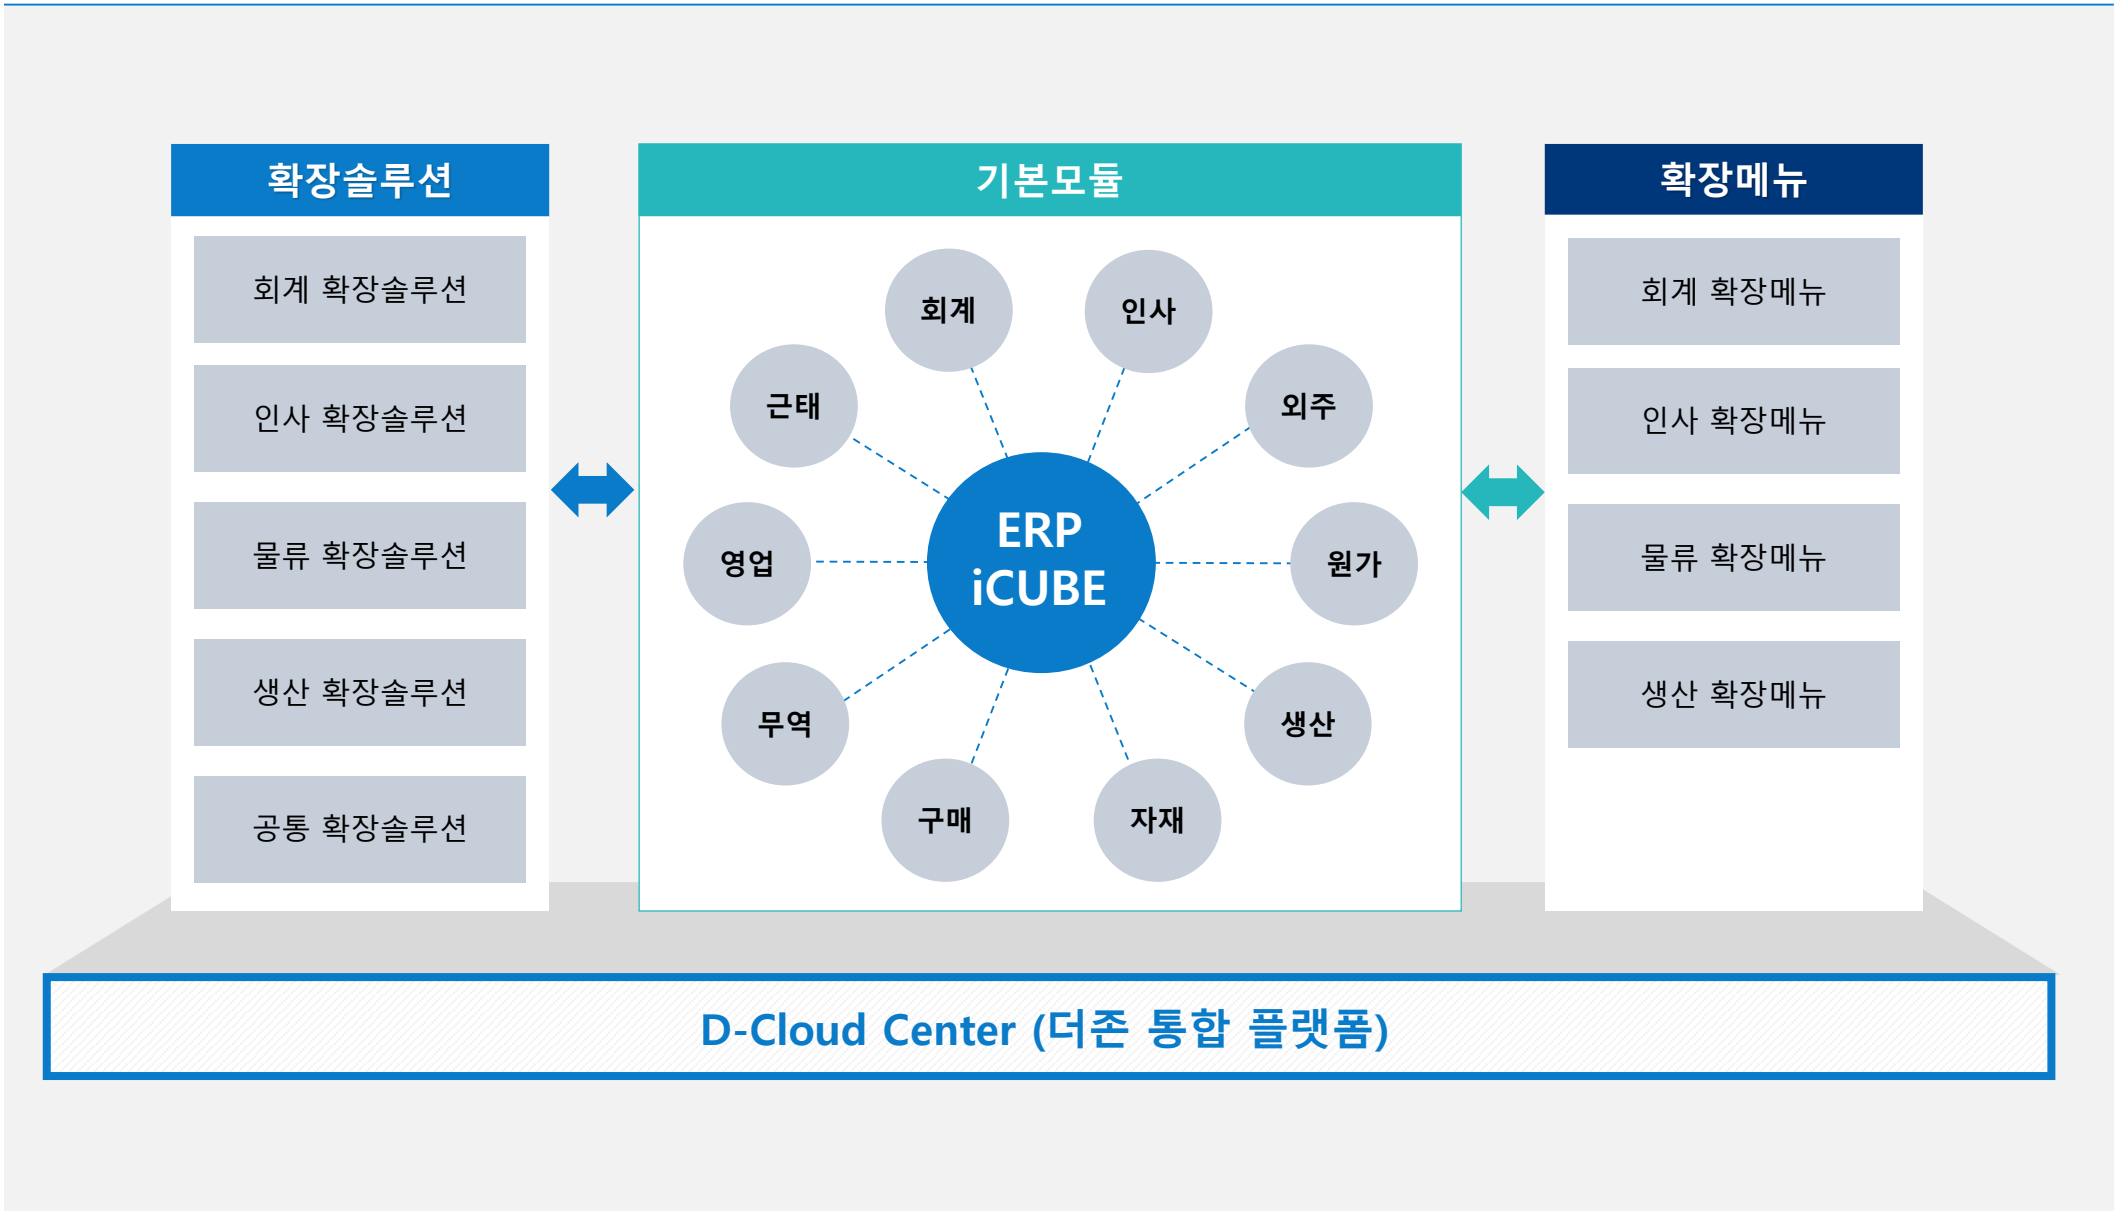 확장솔루션
회계 확장솔루션
인사 확장솔루션
물류 확장솔루션
생산 확장솔루션
공통 확장솔루션
기본모듈
회계
인사
근태
외주
영업
ERP
iCUBE
원가
무역
생산
구매
자재
확장메뉴
회계 확장메뉴
인사 확장메뉴
물류 확장메뉴
생산 확장메뉴
D-Cloud Center (더존 통합 플랫폼)